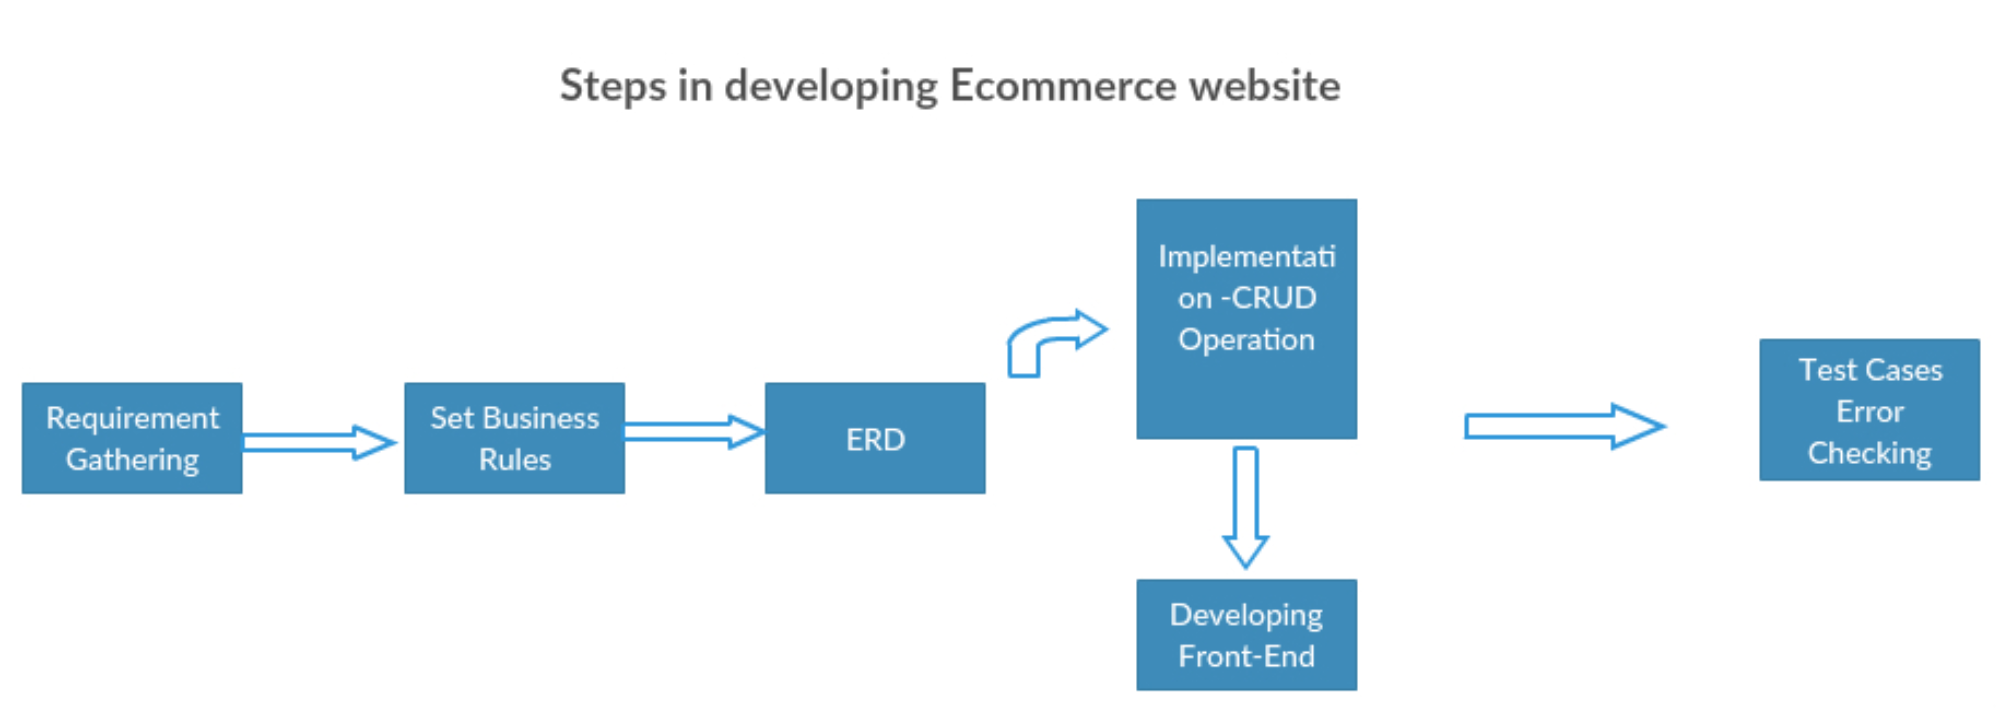 Steps in developing Ecommerce website
Requirement
Gathering
Set Business
Rules
ERD
Implementati
on -CRUD
Operation
Developing
Front-End
Test Cases
Error
Checking